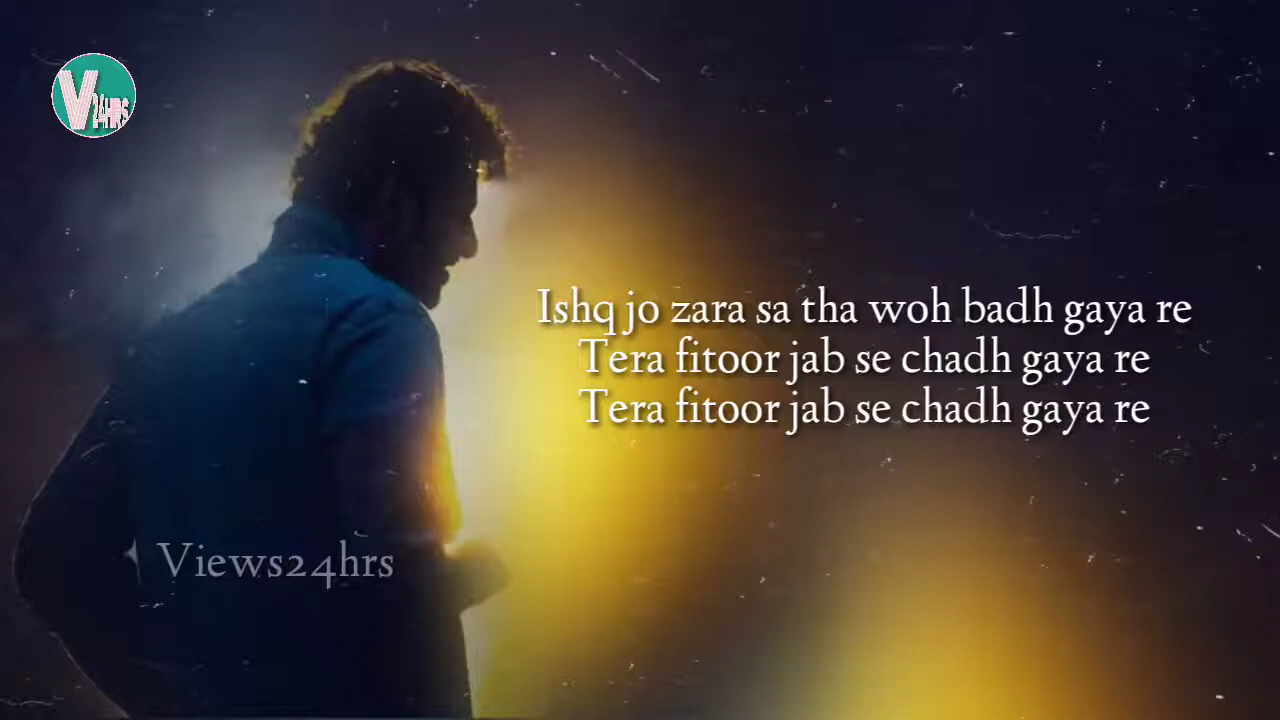 V
24HRS
Ishq jo zara sa tha woh badh gaya re
Tera fitoor jab se chadh gaya re
Tera fitoor jab se chadh gaya re
Views24hrs